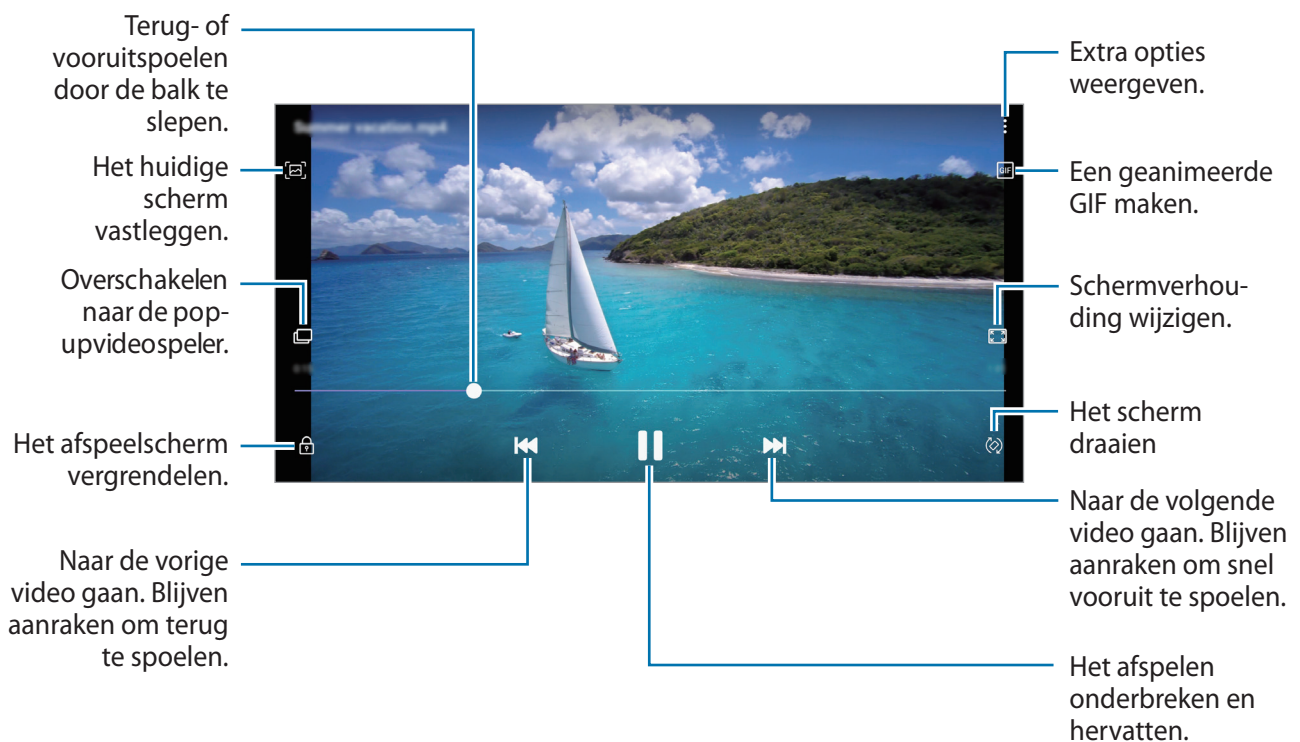 Terug- of
vooruitspoelen
door de balk te
slepen.
Het huidige
scherm
vastleggen.
Overschakelen
naar de pop-
upvideospeler.
Het afspeelscherm
vergrendelen.
Naar de vorige
video gaan. Blijven
aanraken om terug
te spoelen.
Summer vacation.mp4
GIF
Extra opties
weergeven.
Een geanimeerde
GIF maken.
Schermverhou-
ding wijzigen.
Het scherm
draaien
Naar de volgende
video gaan. Blijven
aanraken om snel
vooruit te spoelen.
Het afspelen
onderbreken en
hervatten.